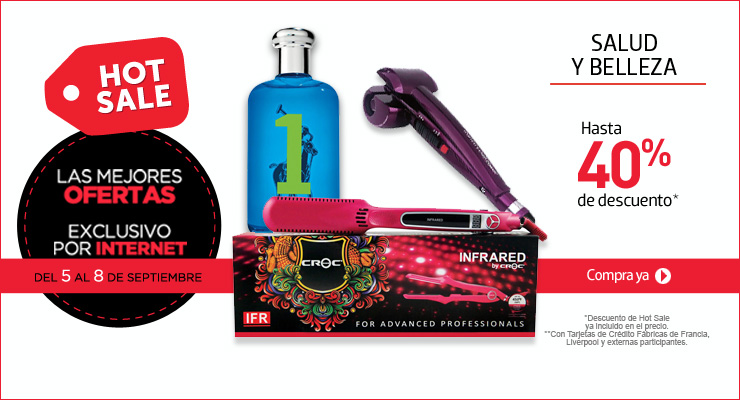 HOT
SALE
LAS MEJORES
OFERTAS
EXCLUSIVO
POR INTERNET
DEL 5 AL 8 DE SEPTIEMBRE
1
INFRARED
CROC
INFRARED
by CROC
IFR
FOR ADVANCED PROFESSIONALS
SALUD
Y BELLEZA
Hasta
40%
de descuento*
Compra ya
*Descuento de Hot Sale
ya incluido en el precio.
**Con Tarjetas de Crédito Fábricas de Francia,
Liverpool y externas participantes.